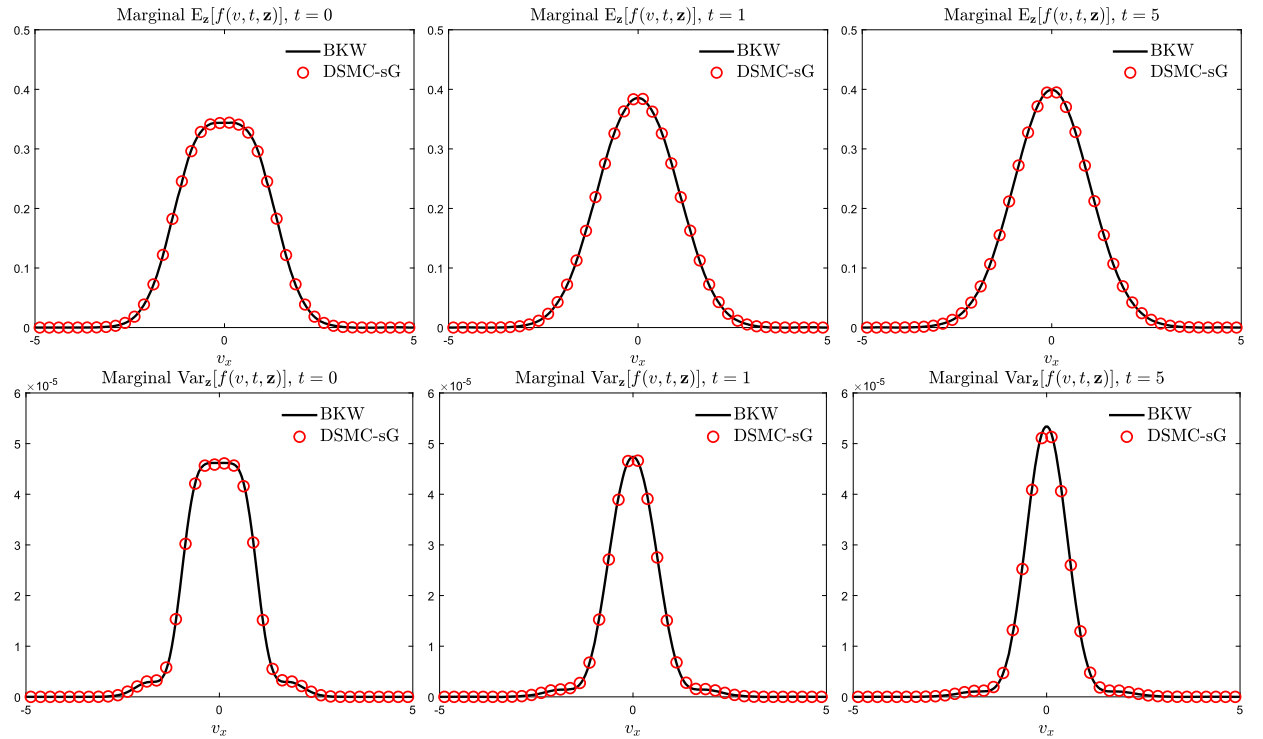 Marginal E_z[f(v, t, z)], t = 0
0.5
0.4
0.3
0.2
0.1
0
-5
0
5
v_x
BKW
DSMC-sG
Marginal E_z[f(v, t, z)], t = 1
0.5
0.4
0.3
0.2
0.1
0
-5
0
5
v_x
BKW
DSMC-sG
Marginal E_z[f(v, t, z)], t = 5
0.5
0.4
0.3
0.2
0.1
0
-5
0
5
v_x
BKW
DSMC-sG
Marginal Var_z[f(v, t, z)], t = 0
×10^-5
6
5
4
3
2
1
0
-5
0
5
v_x
BKW
DSMC-sG
Marginal Var_z[f(v, t, z)], t = 1
×10^-5
6
5
4
3
2
1
0
-5
0
5
v_x
BKW
DSMC-sG
Marginal Var_z[f(v, t, z)], t = 5
×10^-5
6
5
4
3
2
1
0
-5
0
5
v_x
BKW
DSMC-sG